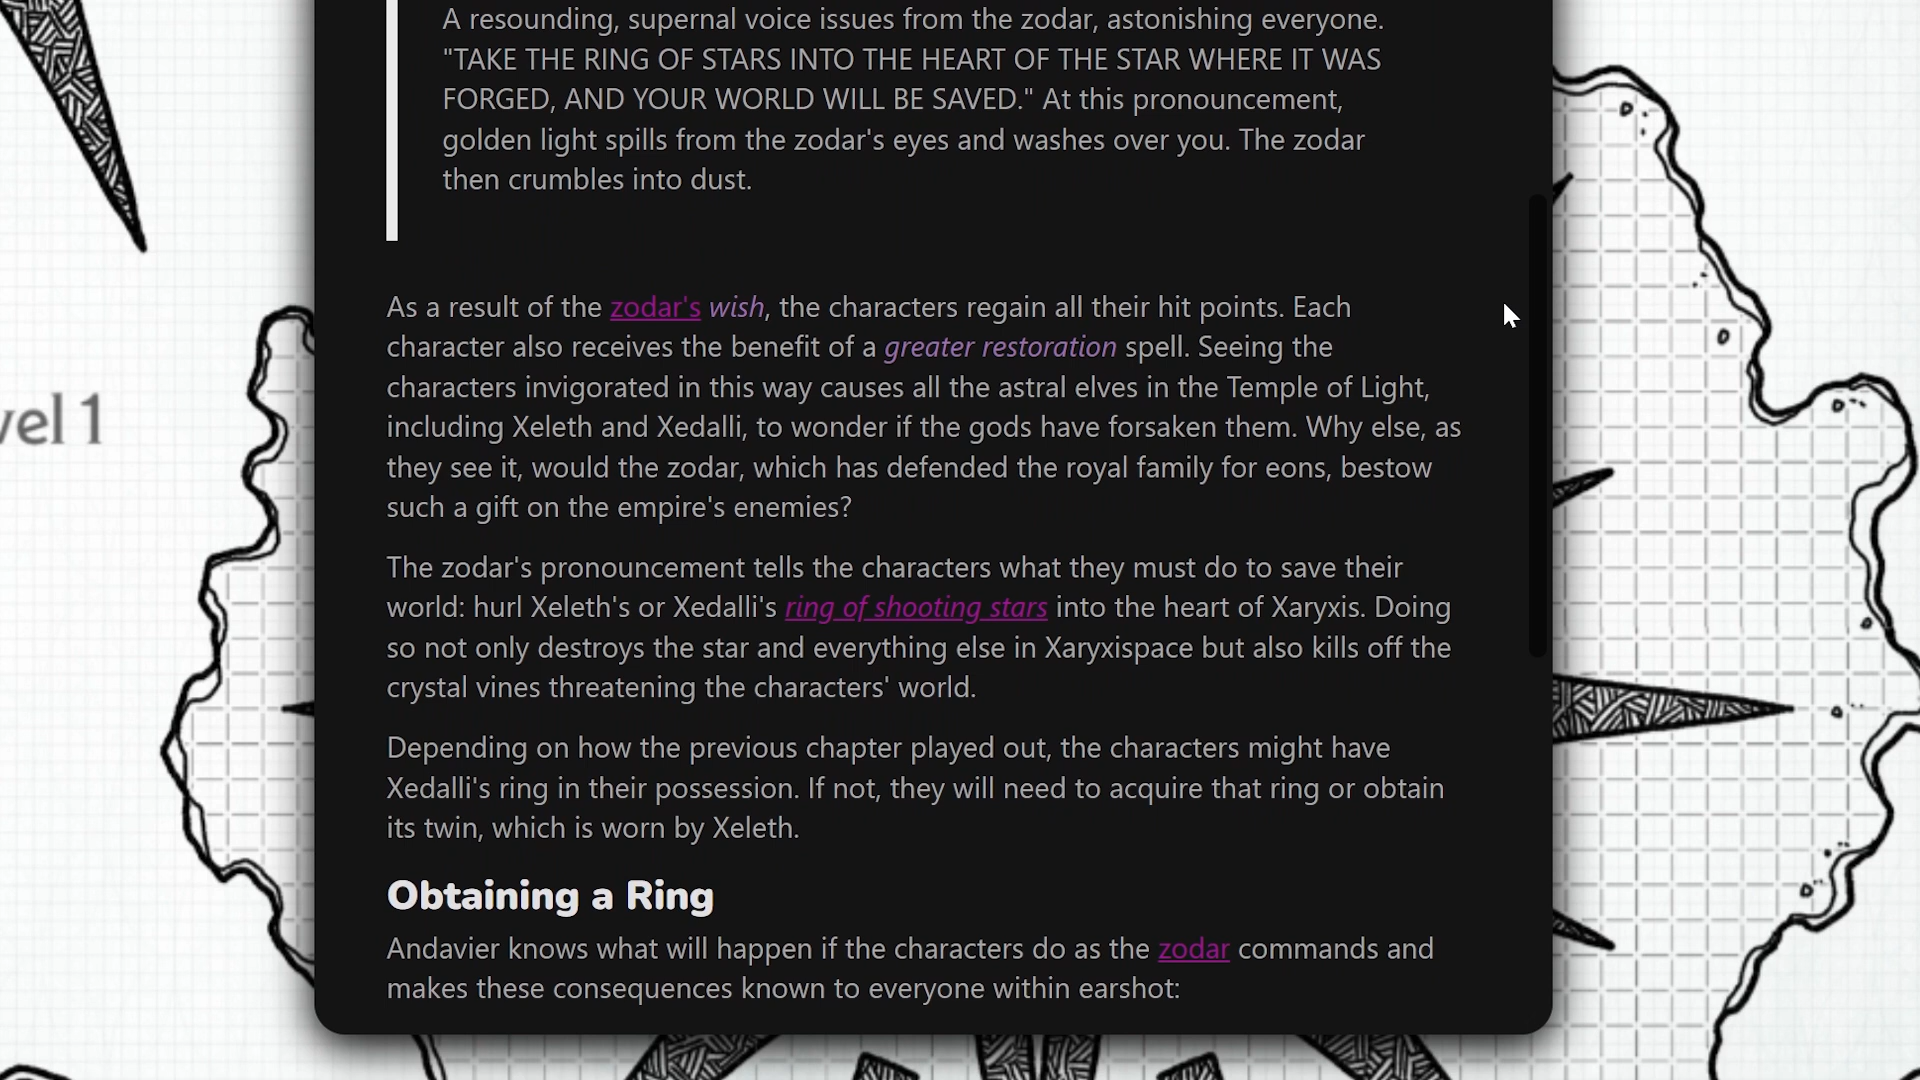 A resounding, supernal voice issues from the zodar, astonishing everyone.
"TAKE THE RING OF STARS INTO THE HEART OF THE STAR WHERE IT WAS
FORGED, AND YOUR WORLD WILL BE SAVED." At this pronouncement,
golden light spills from the zodar's eyes and washes over you. The zodar
then crumbles into dust.
As a result of the zodar's wish, the characters regain all their hit points. Each
character also receives the benefit of a greater restoration spell. Seeing the
characters invigorated in this way causes all the astral elves in the Temple of Light,
including Xeleth and Xedalli, to wonder if the gods have forsaken them. Why else, as
they see it, would the zodar, which has defended the royal family for eons, bestow
such a gift on the empire's enemies?
The zodar's pronouncement tells the characters what they must do to save their
world: hurl Xeleth's or Xedalli's ring of shooting stars into the heart of Xaryxis. Doing
so not only destroys the star and everything else in Xaryxispace but also kills off the
crystal vines threatening the characters' world.
Depending on how the previous chapter played out, the characters might have
Xedalli's ring in their possession. If not, they will need to acquire that ring or obtain
its twin, which is worn by Xeleth.
Obtaining a Ring
Andavier knows what will happen if the characters do as the zodar commands and
makes these consequences known to everyone within earshot:
vel 1